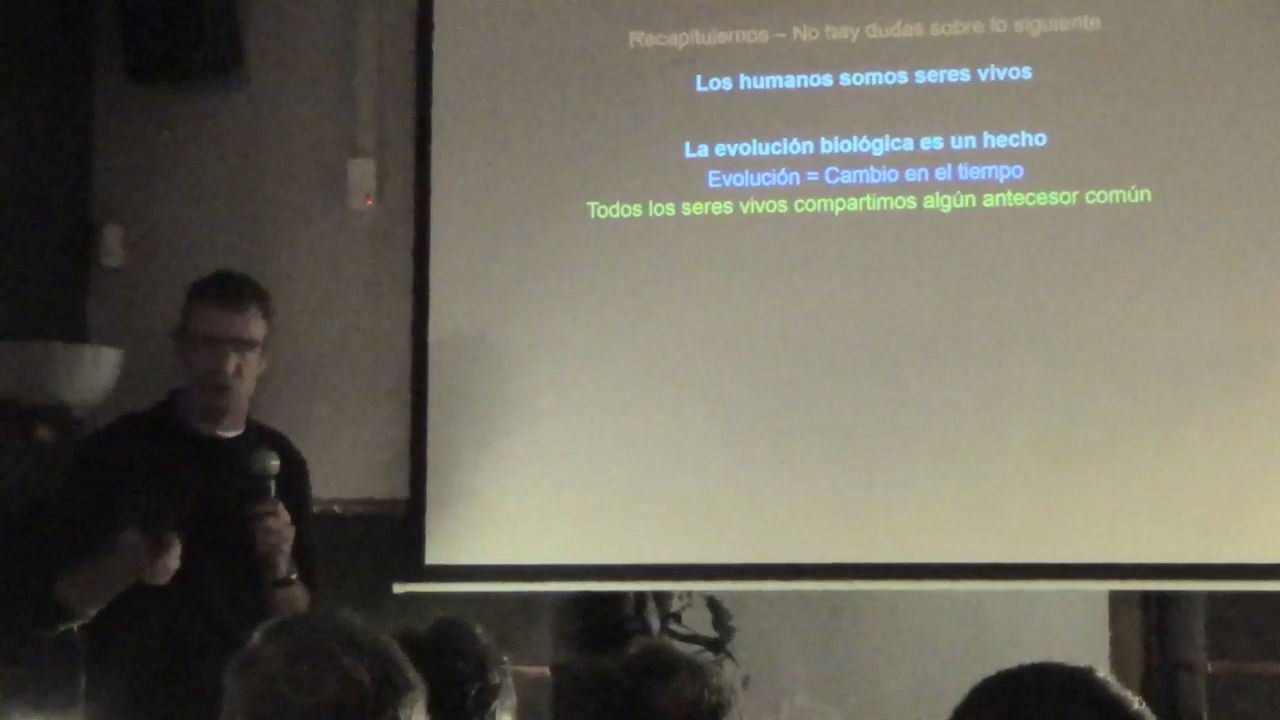 Recapitulemos – No hay dudas sobre lo siguiente
Los humanos somos seres vivos
La evolución biológica es un hecho
Evolución = Cambio en el tiempo
Todos los seres vivos compartimos algún antecesor común